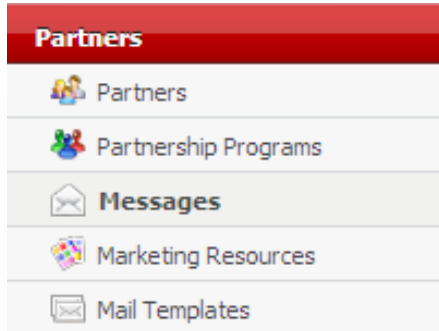 Partners
Partners
Partnership Programs
Messages
Marketing Resources
Mail Templates